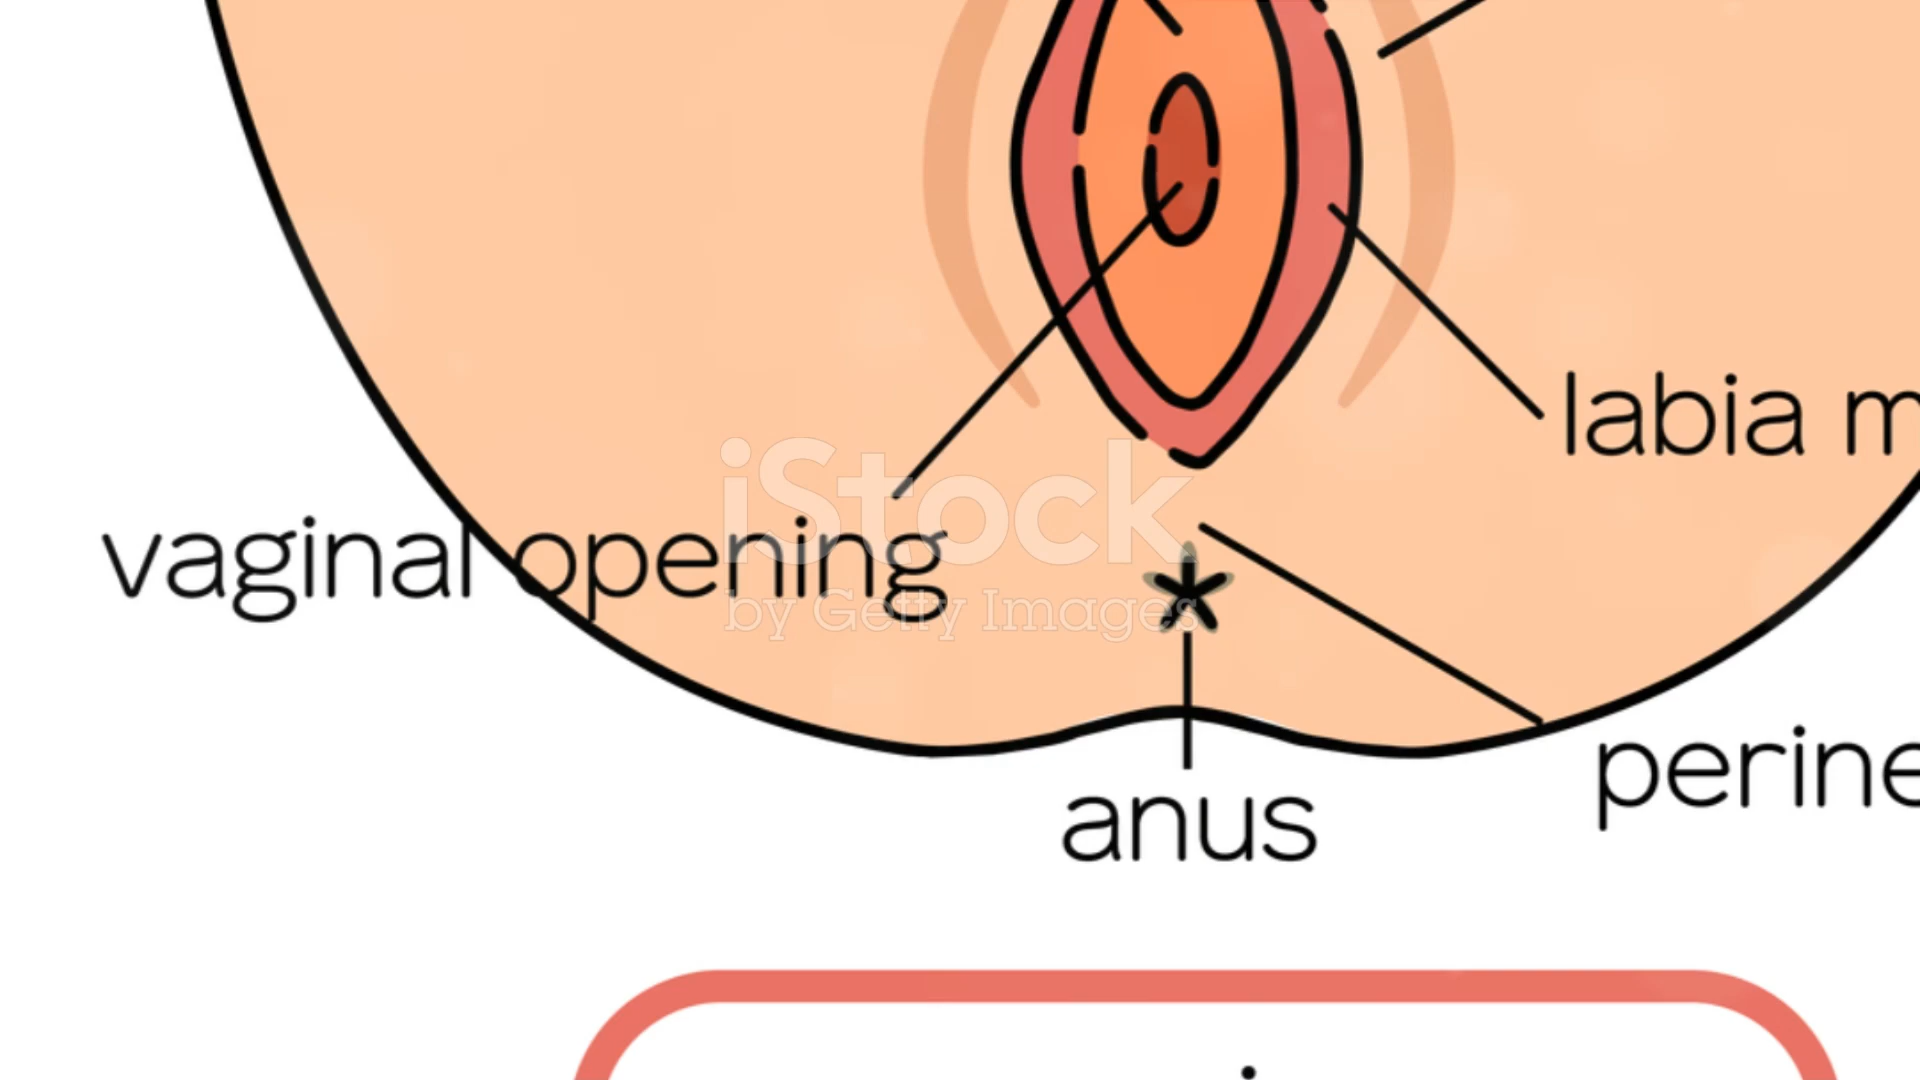 labia m
iStock
vaginal opening
by Getty Images
perine
anus